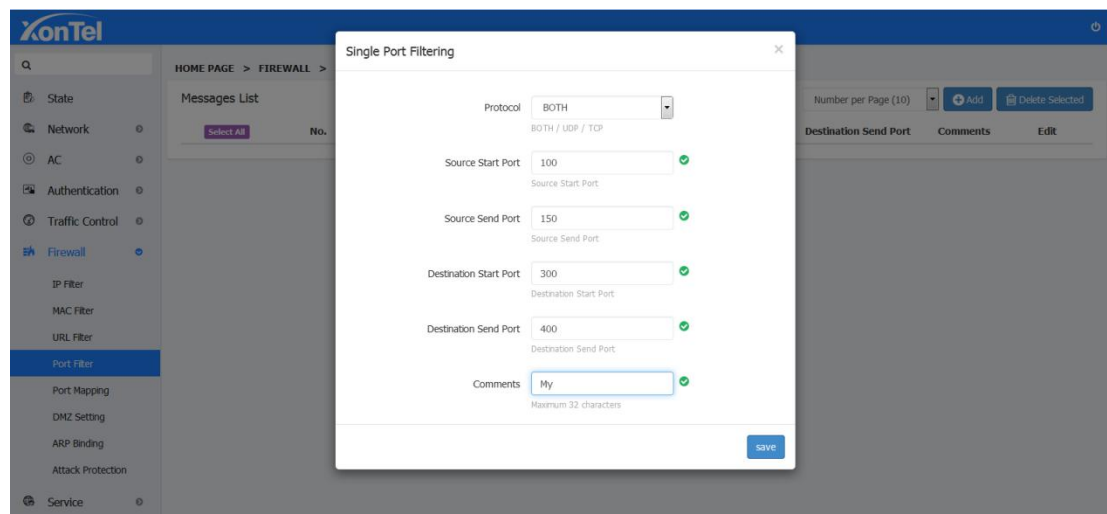 XonTel
HOME PAGE > FIREWALL >
State
Network
AC
Authentication
Traffic Control
Firewall
IP Filter
MAC Filter
URL Filter
Port Filter
Port Mapping
DMZ Setting
ARP Binding
Attack Protection
Service
Messages List
Number per Page (10)
Add
Delete Selected
Select All
No.
Destination Send Port
Comments
Edit
Single Port Filtering
×
Protocol BOTH
BOTH / UDP / TCP
Source Start Port 100
Source Start Port
Source Send Port 150
Source Send Port
Destination Start Port 300
Destination Start Port
Destination Send Port 400
Destination Send Port
Comments My
Maximum 32 characters
save